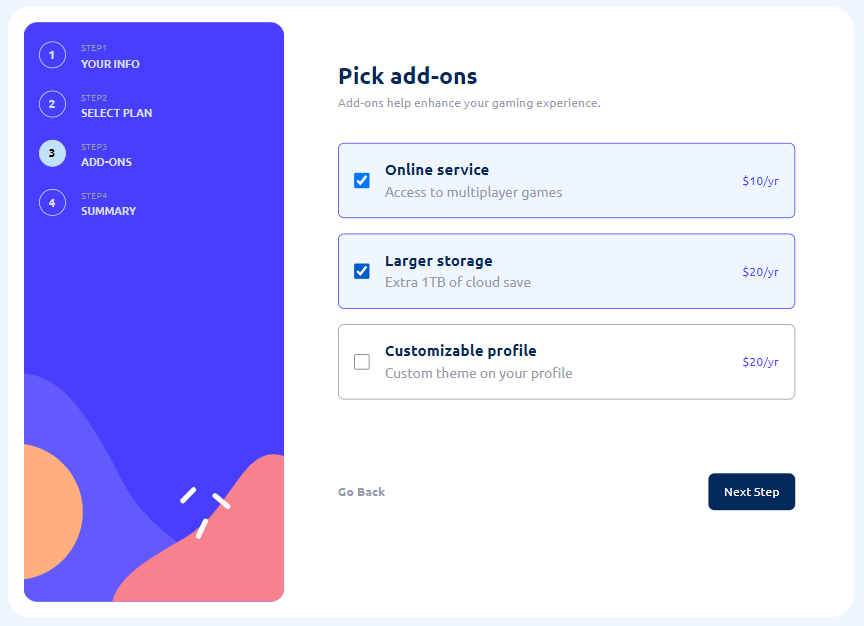 1
STEP1
YOUR INFO
2
STEP2
SELECT PLAN
3
STEP3
ADD-ONS
4
STEP4
SUMMARY
Pick add-ons
Add-ons help enhance your gaming experience.
Online service
Access to multiplayer games
$10/yr
Larger storage
Extra 1TB of cloud save
$20/yr
Customizable profile
Custom theme on your profile
$20/yr
Go Back
Next Step